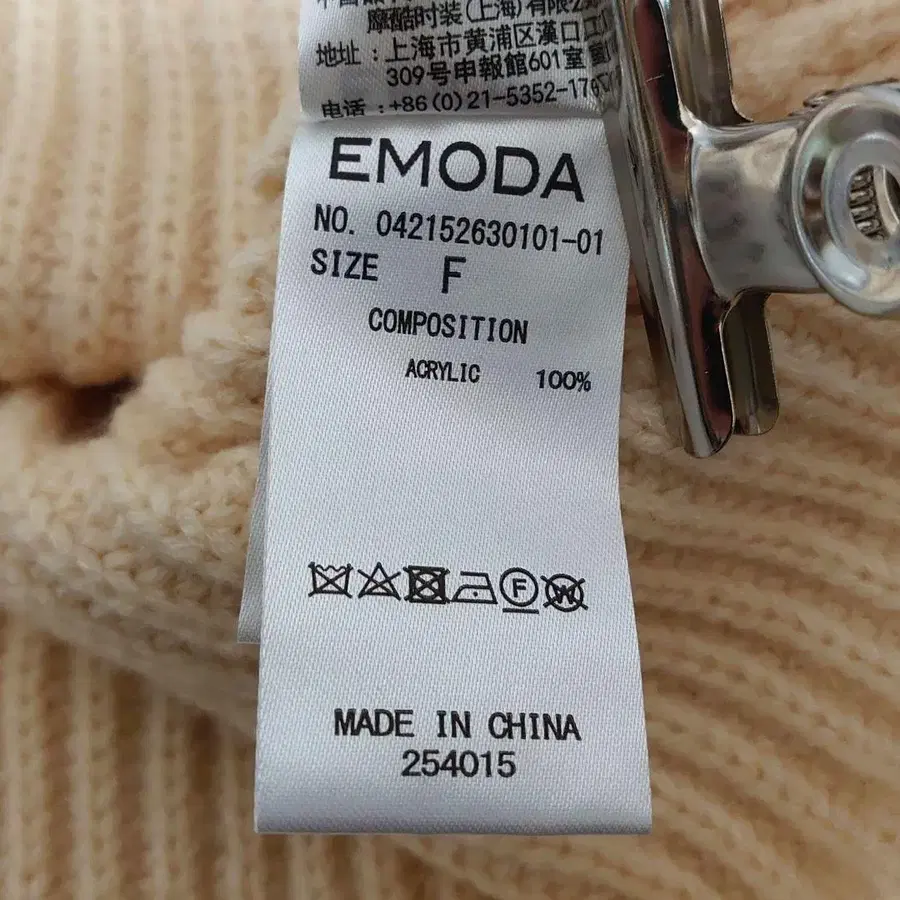 摩酷时装(上海)有限公
地址:上海市黄浦区漢口
309号申報館601室
电话:+86(0)21-5352-17
EMODA
NO. 042152630101-01
SIZE F
COMPOSITION
ACRYLIC 100%
F
W
MADE IN CHINA
254015